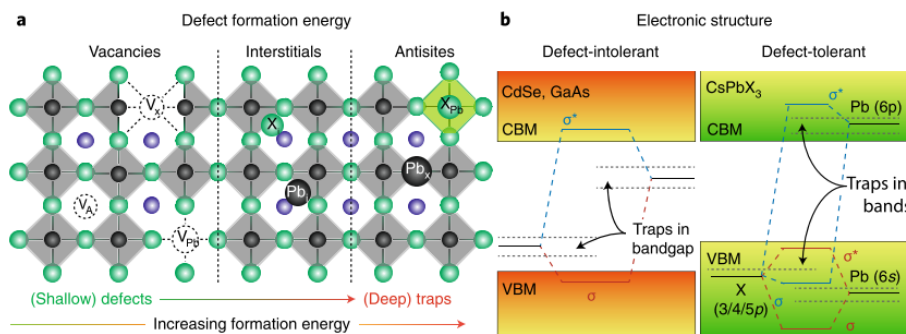 a
Defect formation energy
Vacancies
Interstitials
Antisites
Vx
X
XPb
Pb
Pbx
VA
VPb
(Shallow) defects
(Deep) traps
Increasing formation energy
b
Electronic structure
Defect-intolerant
Defect-tolerant
CdSe, GaAs
σ*
CBM
Traps in
bandgap
VBM
σ
CsPbX3
σ*
Pb (6p)
CBM
Traps in
bands
VBM
σ*
X
Pb (6s)
(3/4/5p)
σ
σ